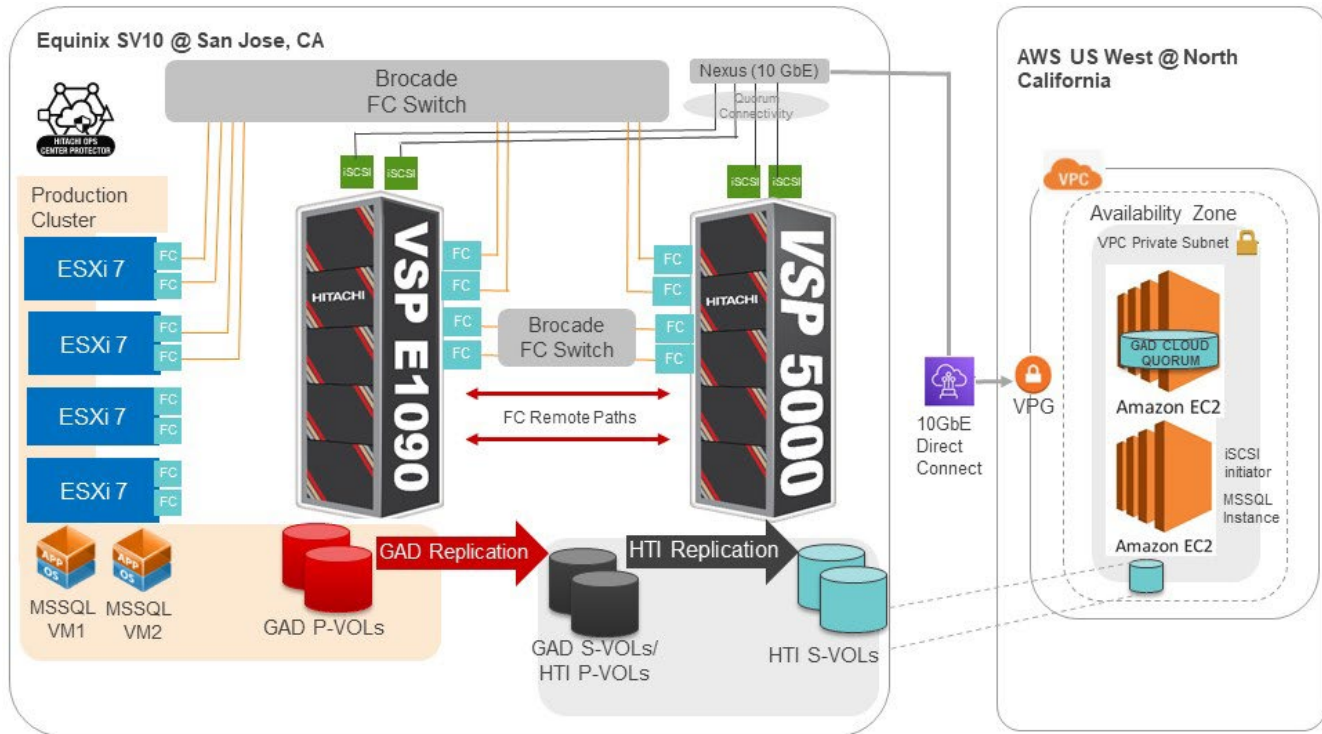 Equinix SV10 @ San Jose, CA
Brocade
FC Switch
Nexus (10 GbE)
Quorum
Connectivity
HITACHI OPS
CENTER PROTECTOR
iSCSI
iSCSI
iSCSI
iSCSI
Production
Cluster
ESXi 7
FC
FC
ESXi 7
FC
FC
ESXi 7
FC
FC
ESXi 7
FC
FC
HITACHI
VSP E1090
FC
FC
FC
FC
Brocade
FC Switch
FC
FC
FC
FC
HITACHI
VSP 5000
FC Remote Paths
APP
OS
APP
OS
MSSQL
VM1
MSSQL
VM2
GAD P-VOLs
GAD Replication
GAD S-VOLs/
HTI P-VOLs
HTI Replication
HTI S-VOLs
10GbE
Direct
Connect
VPG
AWS US West @ North
California
VPC
Availability Zone
VPC Private Subnet
GAD CLOUD
QUORUM
Amazon EC2
iSCSI
initiator
MSSQL
Instance
Amazon EC2